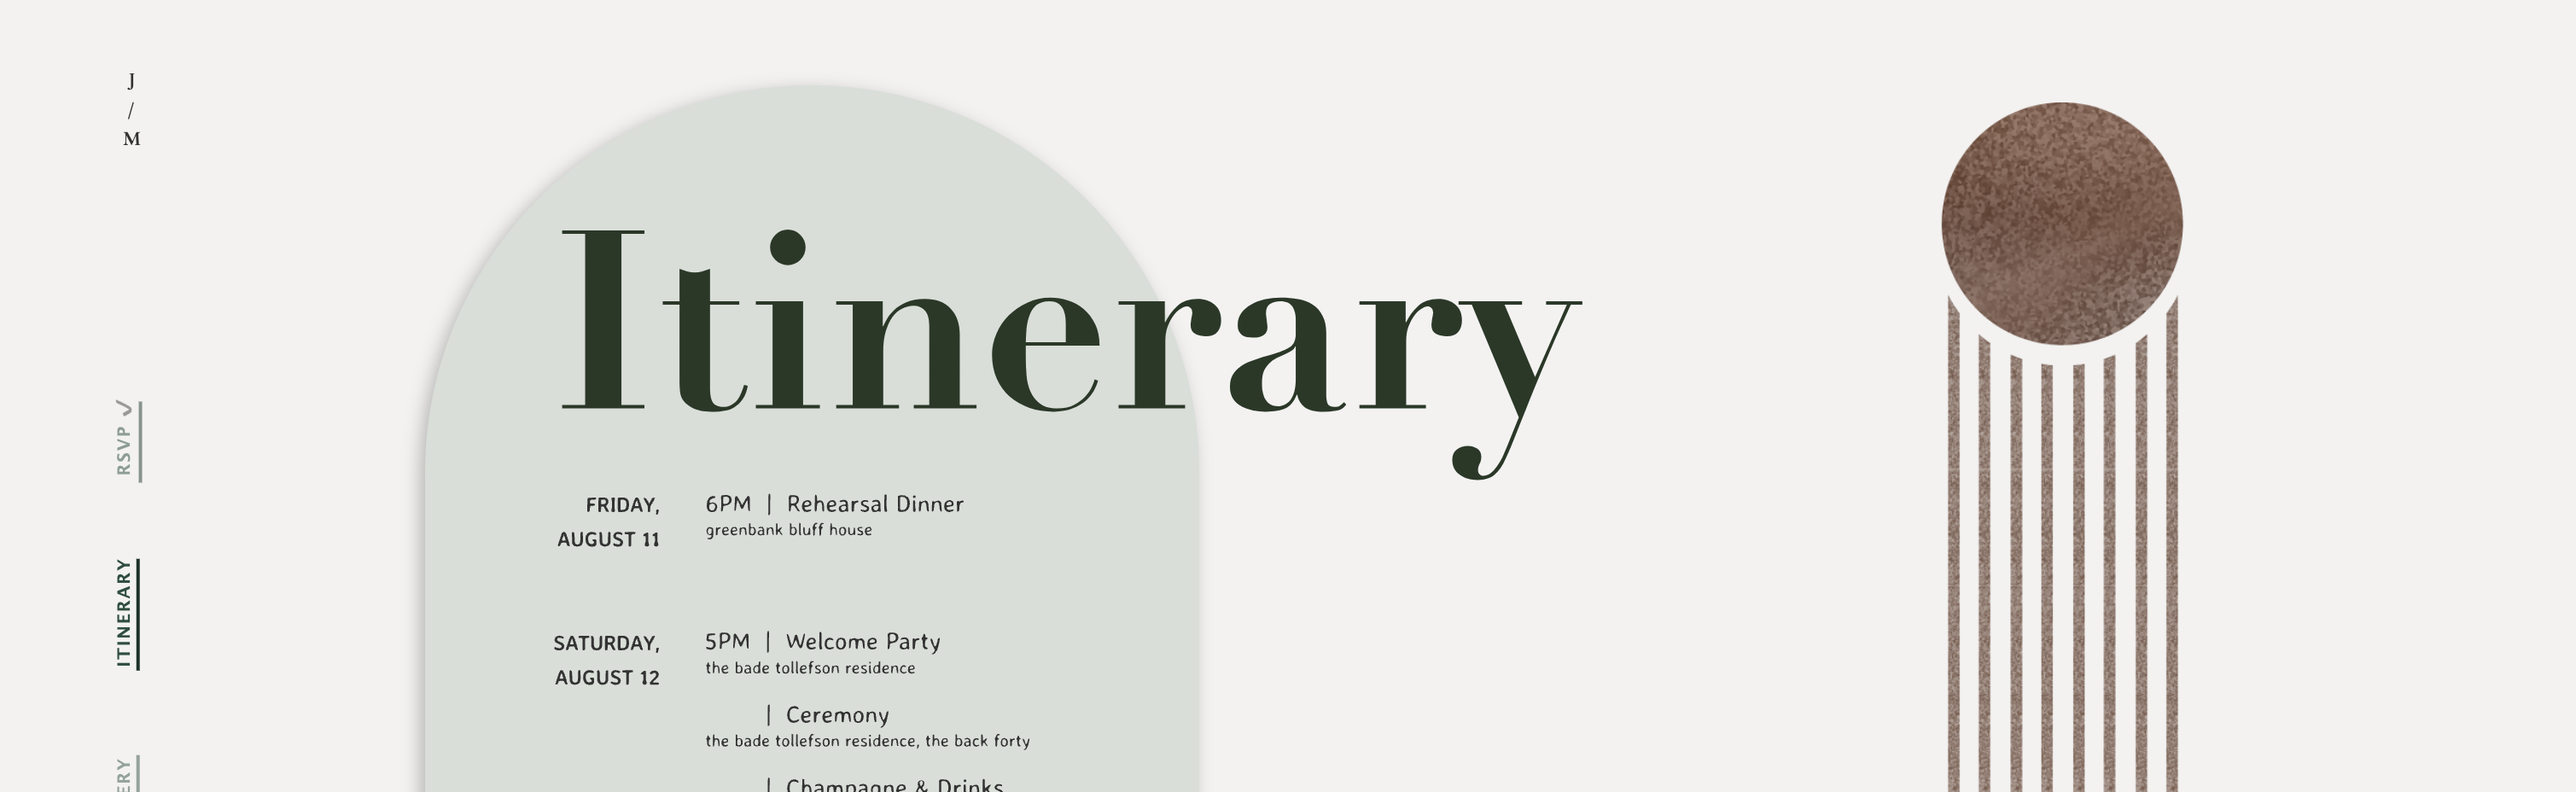 J
/
M
RSVP
ITINERARY
Itinerary
FRIDAY,
AUGUST 11
6PM | Rehearsal Dinner
greenbank bluff house
SATURDAY,
AUGUST 12
5PM | Welcome Party
the bade tollefson residence
| Ceremony
the bade tollefson residence, the back forty
| Champagne & Drinks